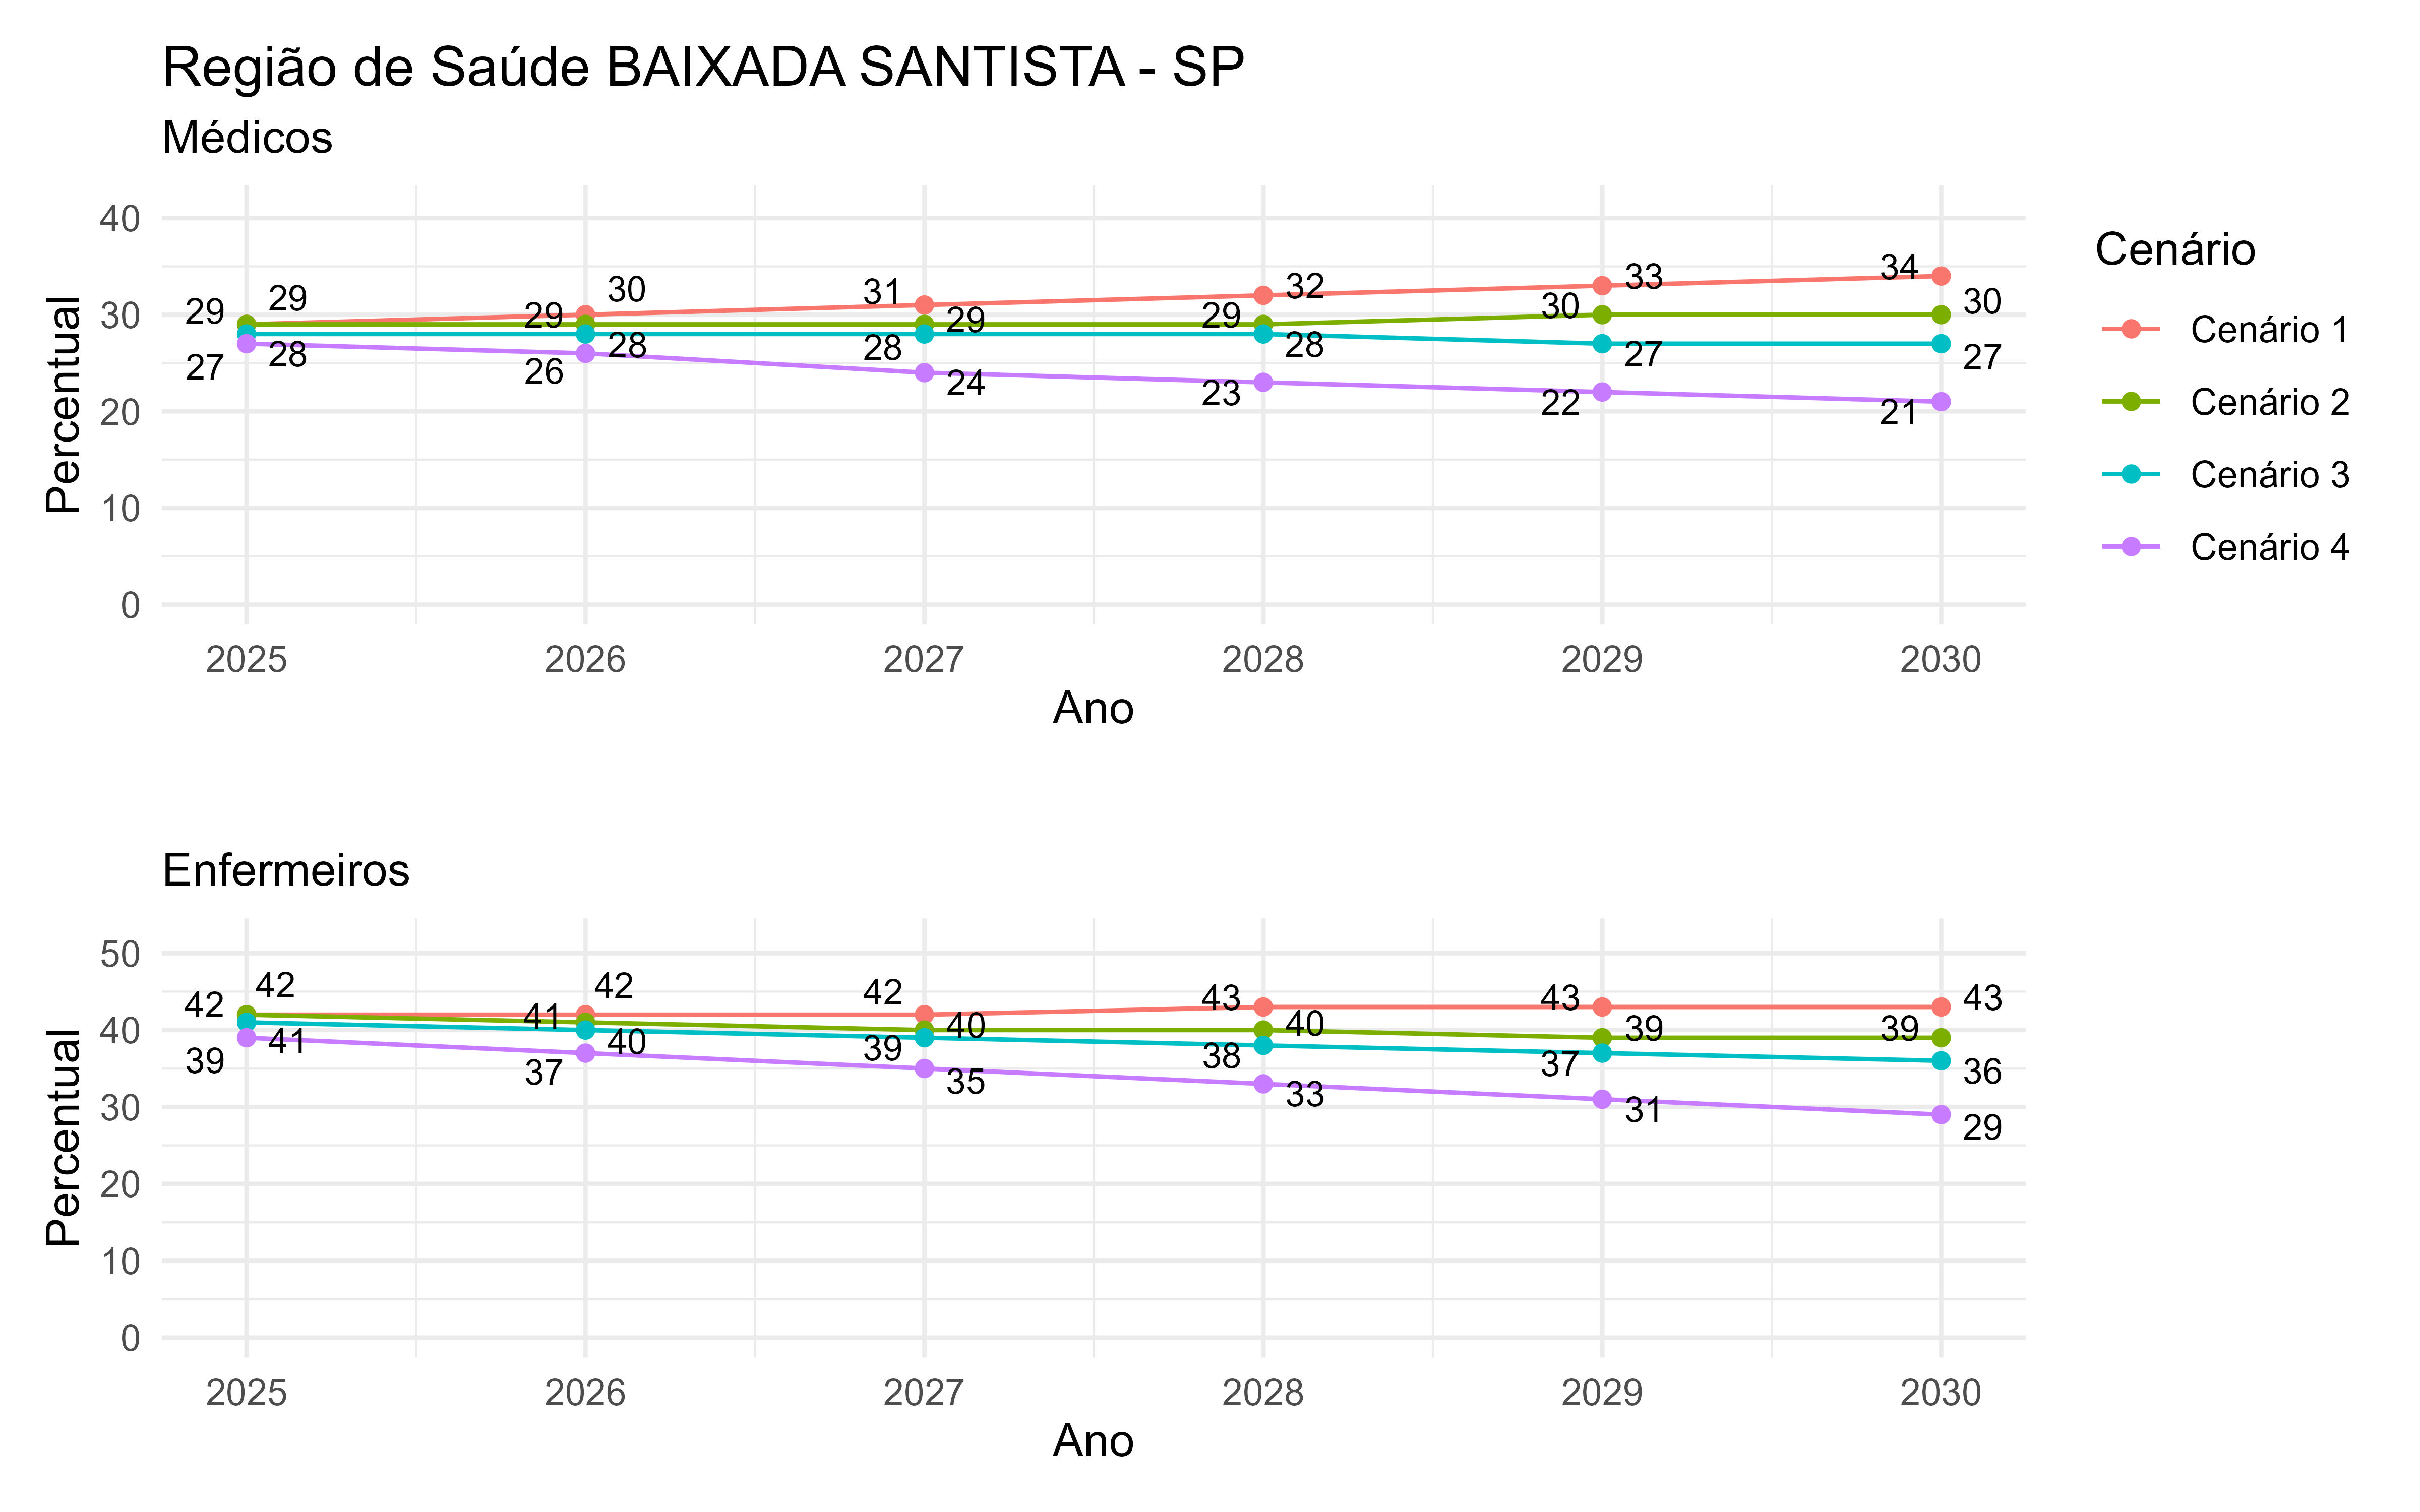 Região de Saúde BAIXADA SANTISTA - SP
Médicos
Percentual
40
30
20
10
0
29 29 30 31 32 33 34
29 29 29 30 30
28 28 28 28 27 27
27 26 24 23 22 21
2025 2026 2027 2028 2029 2030
Ano
Cenário
Cenário 1
Cenário 2
Cenário 3
Cenário 4
Enfermeiros
Percentual
50
40
30
20
10
0
42 42 42 42 43 43 43
41 40 40 39 39
41 40 39 38 37 36
39 37 35 33 31 29
2025 2026 2027 2028 2029 2030
Ano